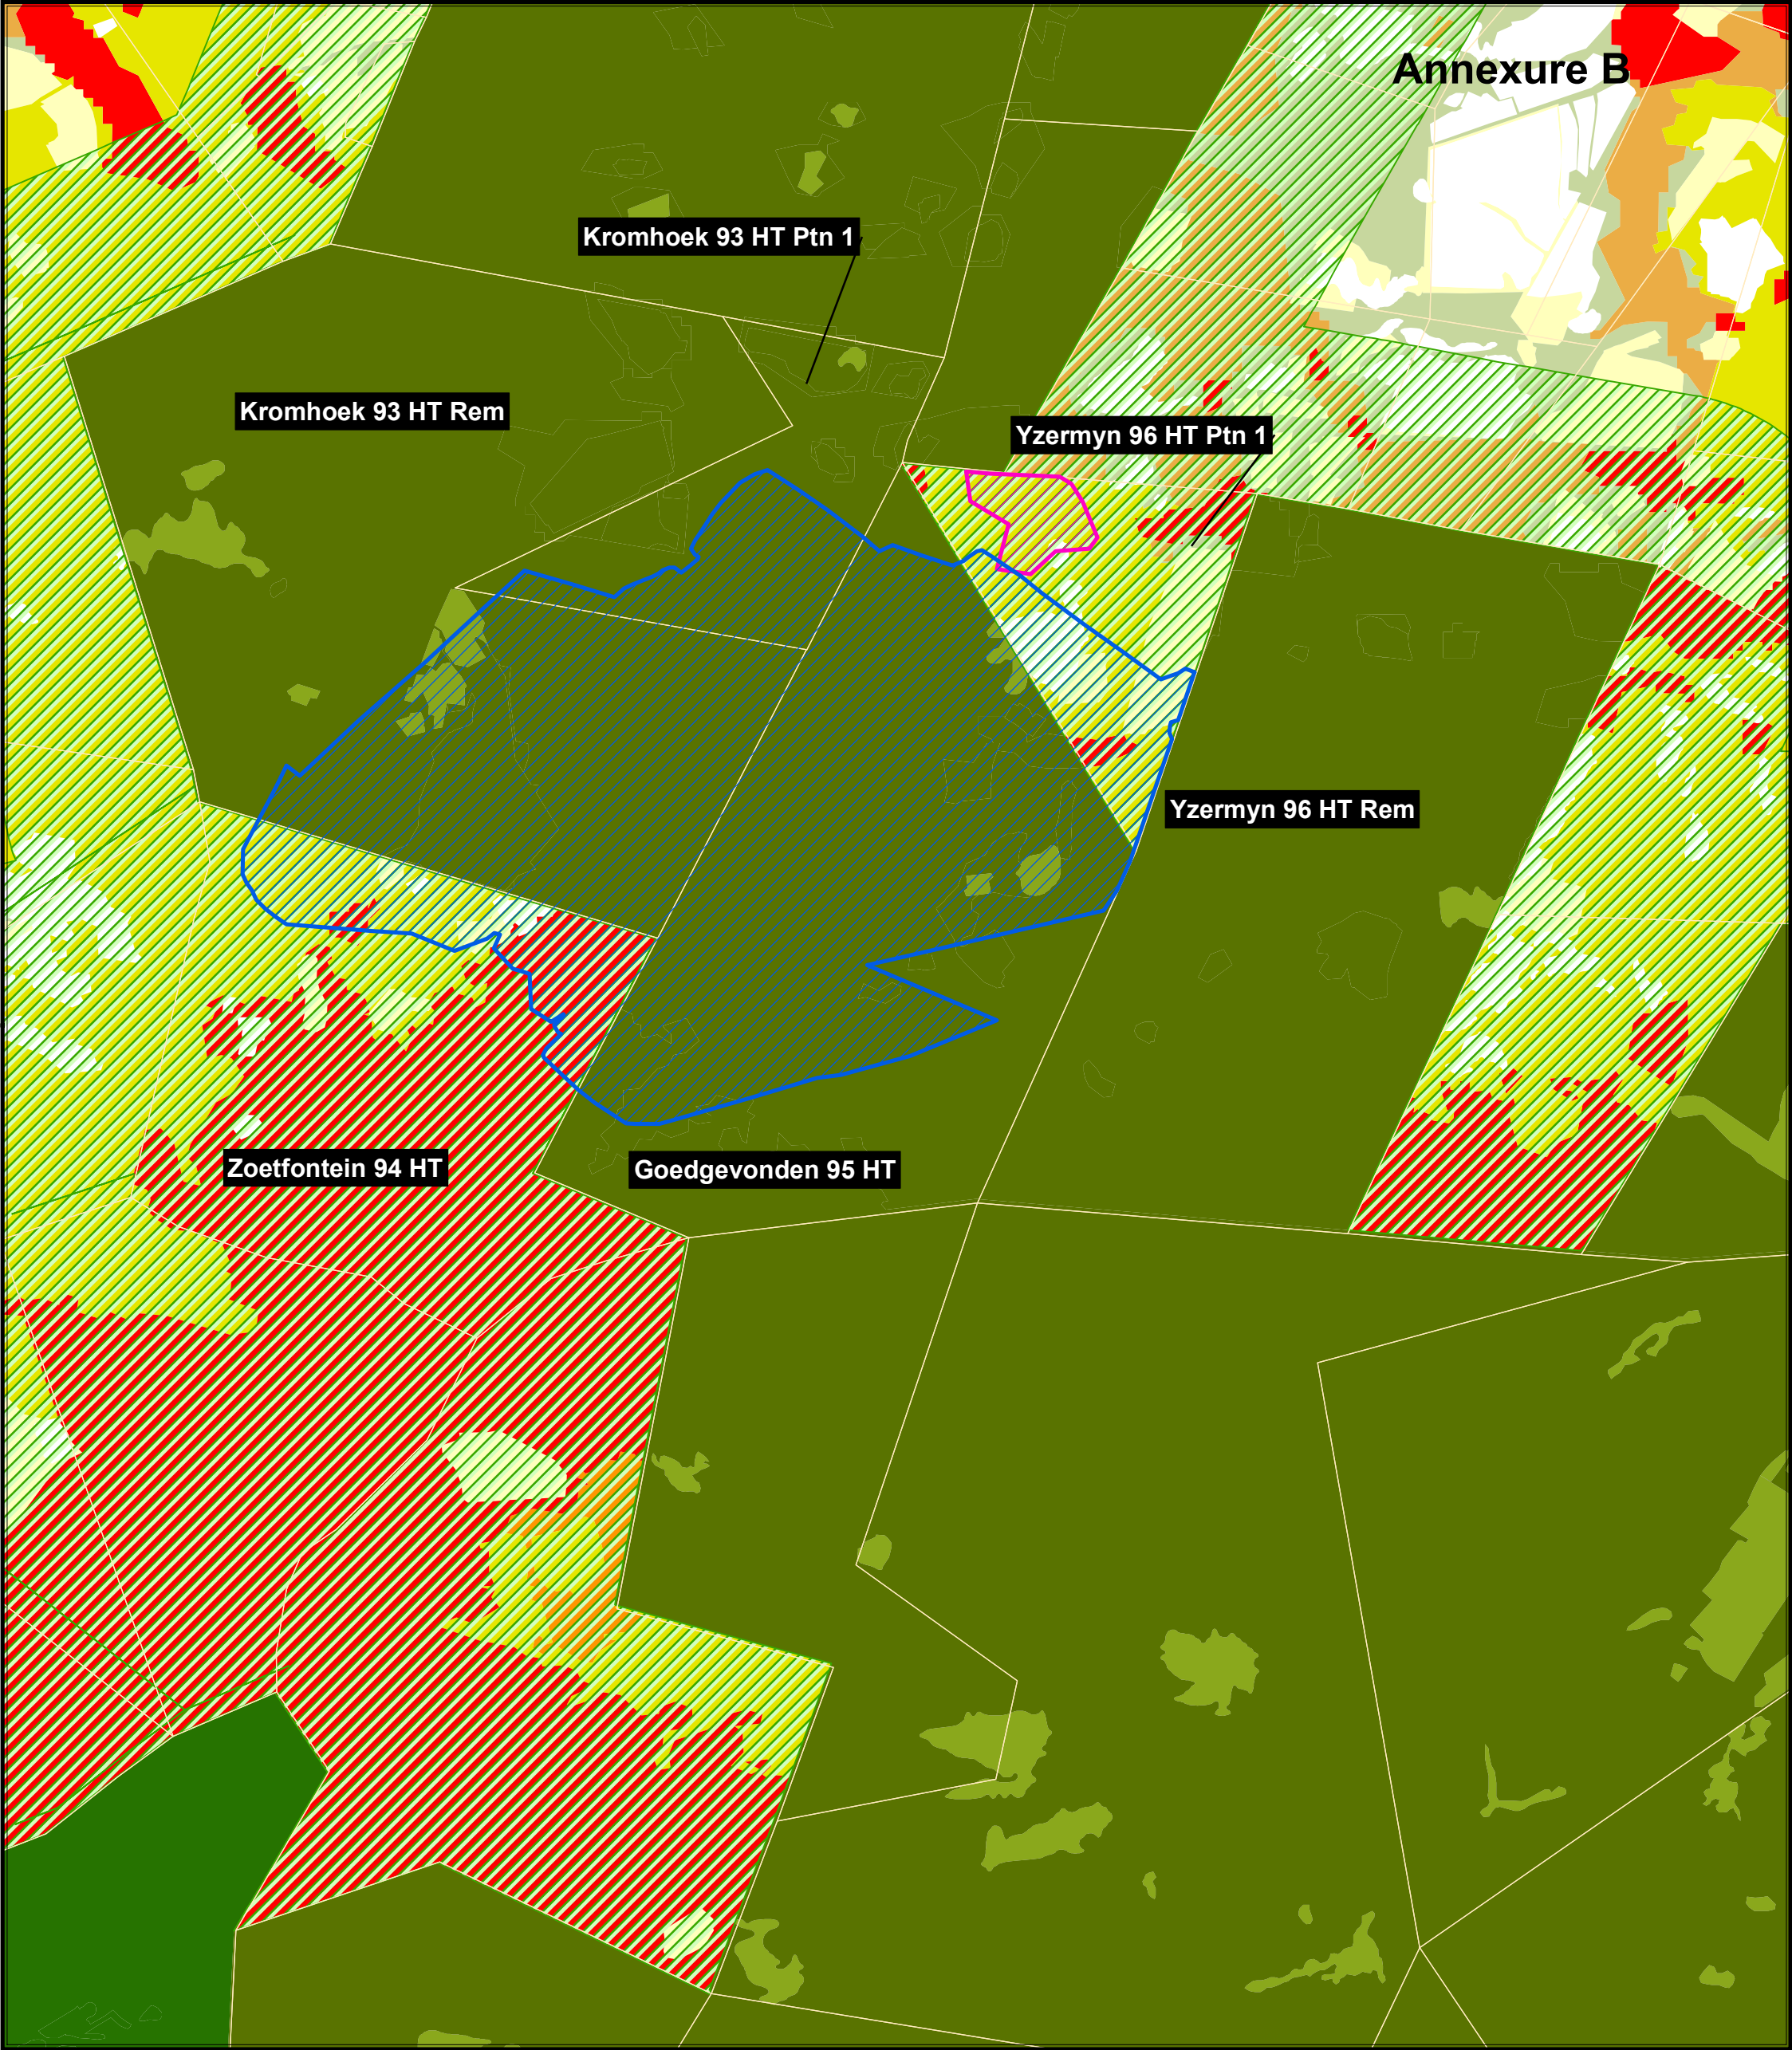 Annexure B
Kromhoek 93 HT Ptn 1
Kromhoek 93 HT Rem
Yzermyn 96 HT Ptn 1
Yzermyn 96 HT Rem
Zoetfontein 94 HT
Goedgevonden 95 HT